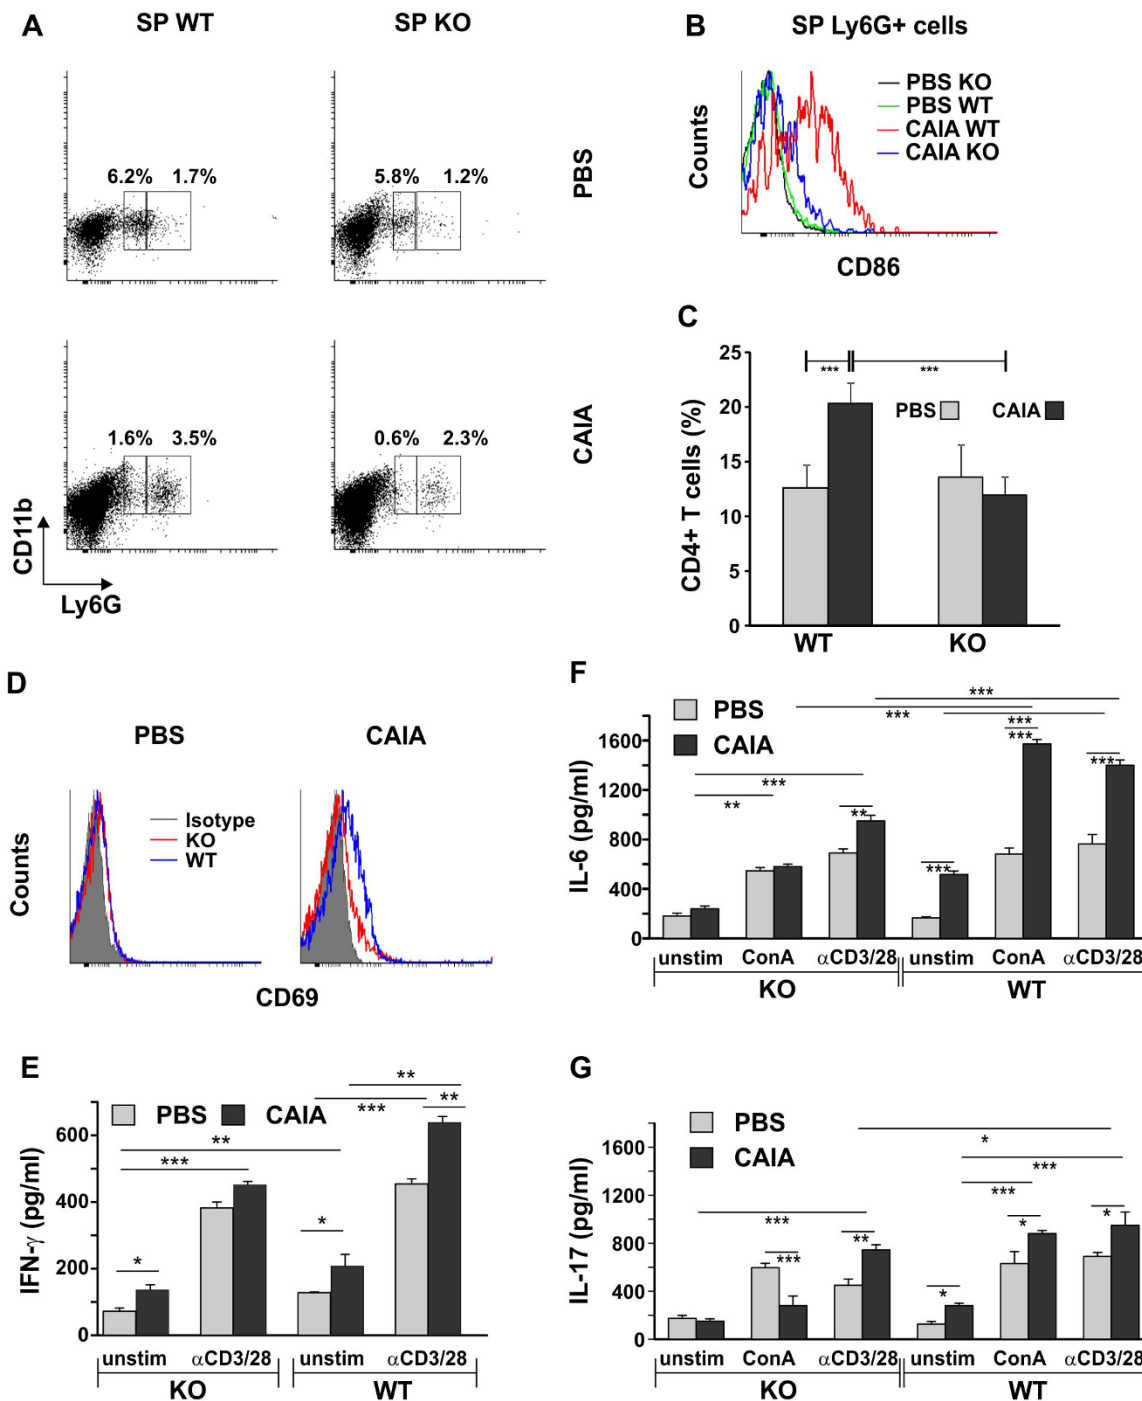 A
SP WT
SP KO
6.2%
1.7%
5.8%
1.2%
PBS
1.6%
3.5%
0.6%
2.3%
CAIA
CD11b
Ly6G
B
SP Ly6G+ cells
Counts
PBS KO
PBS WT
CAIA WT
CAIA KO
CD86
C
CD4+ T cells (%)
25
20
15
10
5
0
***
***
PBS
CAIA
WT
KO
D
PBS
CAIA
Counts
Isotype
KO
WT
CD69
F
PBS
CAIA
IL-6 (pg/ml)
1600
1200
800
400
0
***
***
***
***
***
***
**
**
***
unstim
ConA
αCD3/28
unstim
ConA
αCD3/28
KO
WT
E
PBS
CAIA
IFN-γ (pg/ml)
600
400
200
0
**
***
**
**
***
*
*
unstim
αCD3/28
unstim
αCD3/28
KO
WT
G
PBS
CAIA
IL-17 (pg/ml)
1600
1200
800
400
0
*
***
***
***
*
*
**
***
*
unstim
ConA
αCD3/28
unstim
ConA
αCD3/28
KO
WT